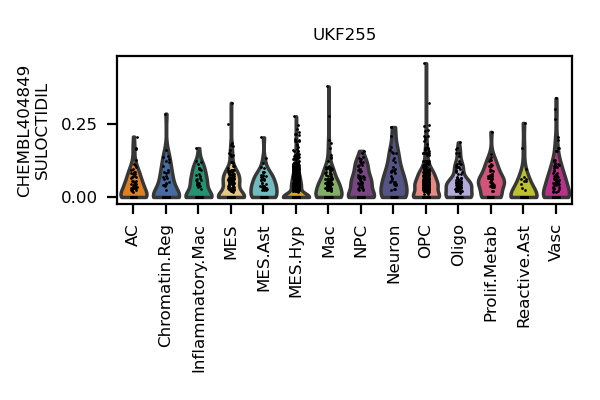 UKF255
CHEMBL404849
SULOCTIDIL
0.25
0.00
AC
Chromatin.Reg
Inflammatory.Mac
MES
MES.Ast
MES.Hyp
Mac
NPC
Neuron
OPC
Oligo
Prolif.Metab
Reactive.Ast
Vasc